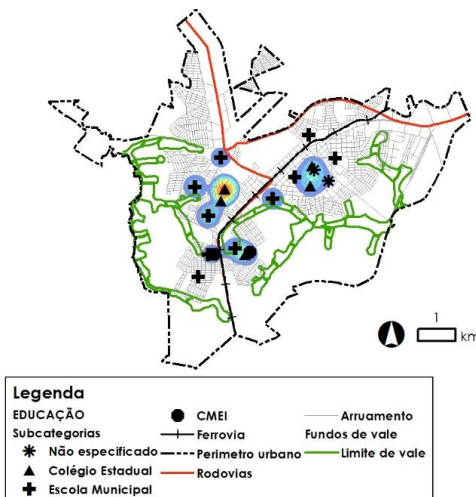 1
km
Legenda
EDUCAÇÃO
Subcategorias
Não especificado
Colégio Estadual
Escola Municipal
CMEI
Ferrovia
Perimetro urbano
Rodovias
Arruamento
Fundos de vale
Limite de vale